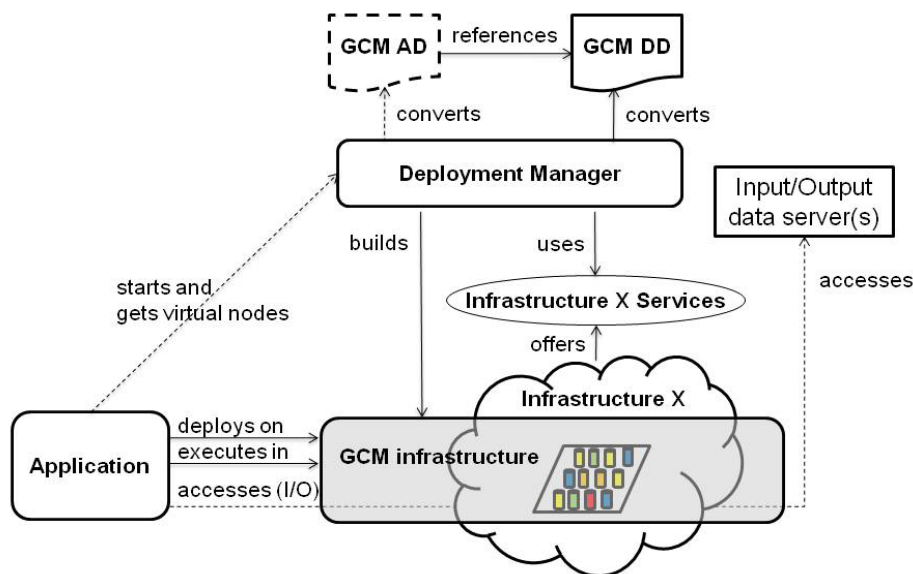 GCM AD
references
GCM DD
converts
converts
Deployment Manager
Input/Output
data server(s)
builds
uses
starts and
gets virtual nodes
Infrastructure X Services
accesses
offers
Infrastructure X
Application
deploys on
executes in
accesses (I/O)
GCM infrastructure